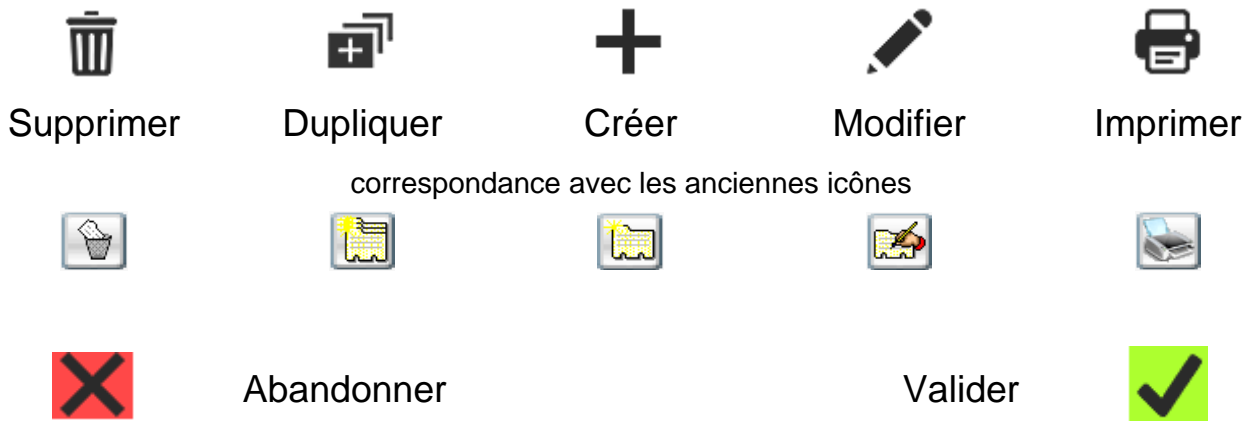 Supprimer Dupliquer Créer Modifier Imprimer
correspondance avec les anciennes icônes
Abandonner Valider